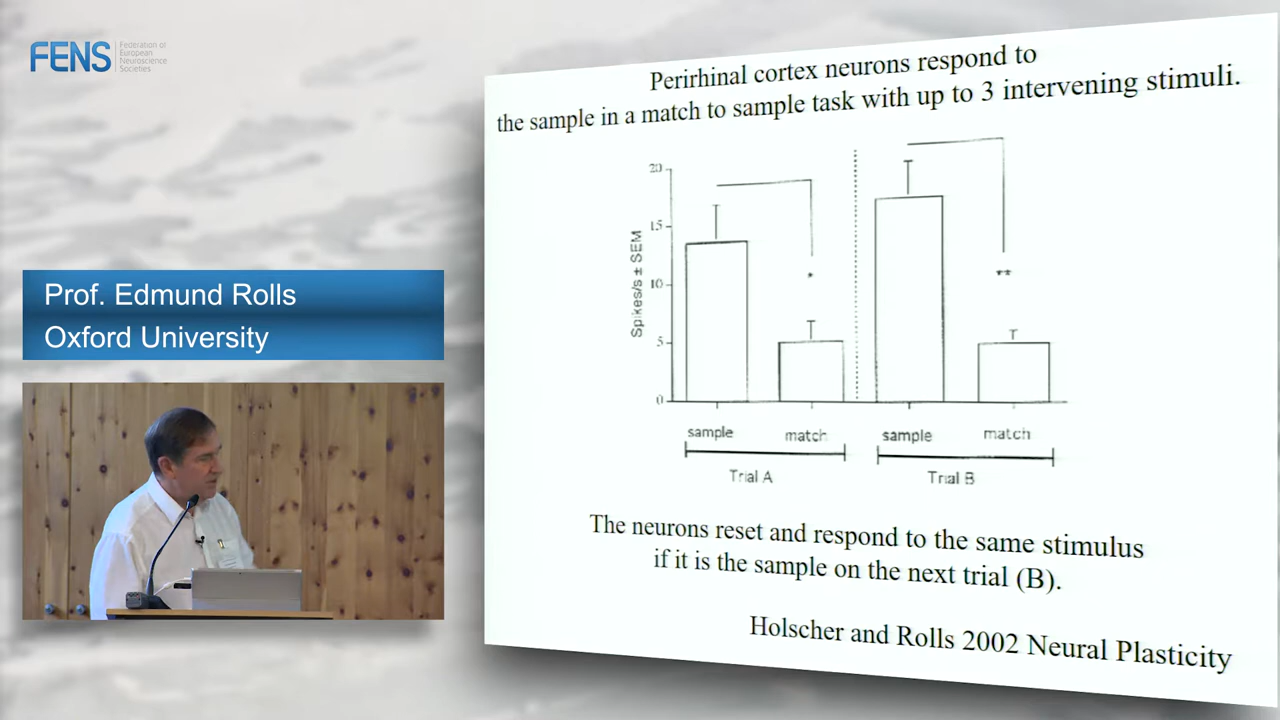 FENS
Federation of
European
Neuroscience
Societies
Prof. Edmund Rolls
Oxford University
Perirhinal cortex neurons respond to
the sample in a match to sample task with up to 3 intervening stimuli.
Spikes/s ± SEM
20
15
10
5
0
*
**
sample
match
sample
match
Trial A
Trial B
The neurons reset and respond to the same stimulus
if it is the sample on the next trial (B).
Holscher and Rolls 2002 Neural Plasticity